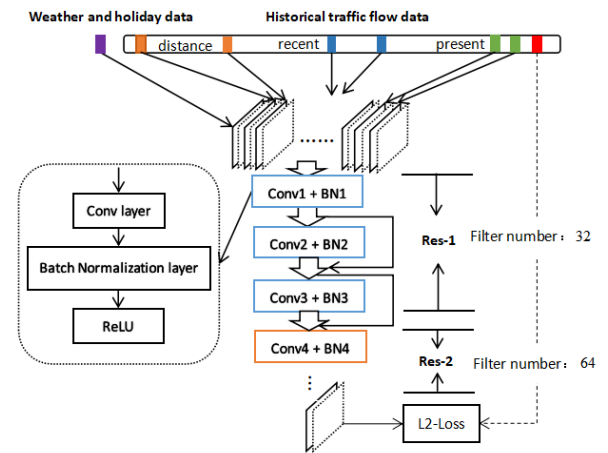 Weather and holiday data
Historical traffic flow data
distance
recent
present
......
Conv1 + BN1
Conv layer
Conv2 + BN2
Res-1
Filter number：32
Batch Normalization layer
Conv3 + BN3
ReLU
Conv4 + BN4
Res-2
Filter number：64
...
L2-Loss